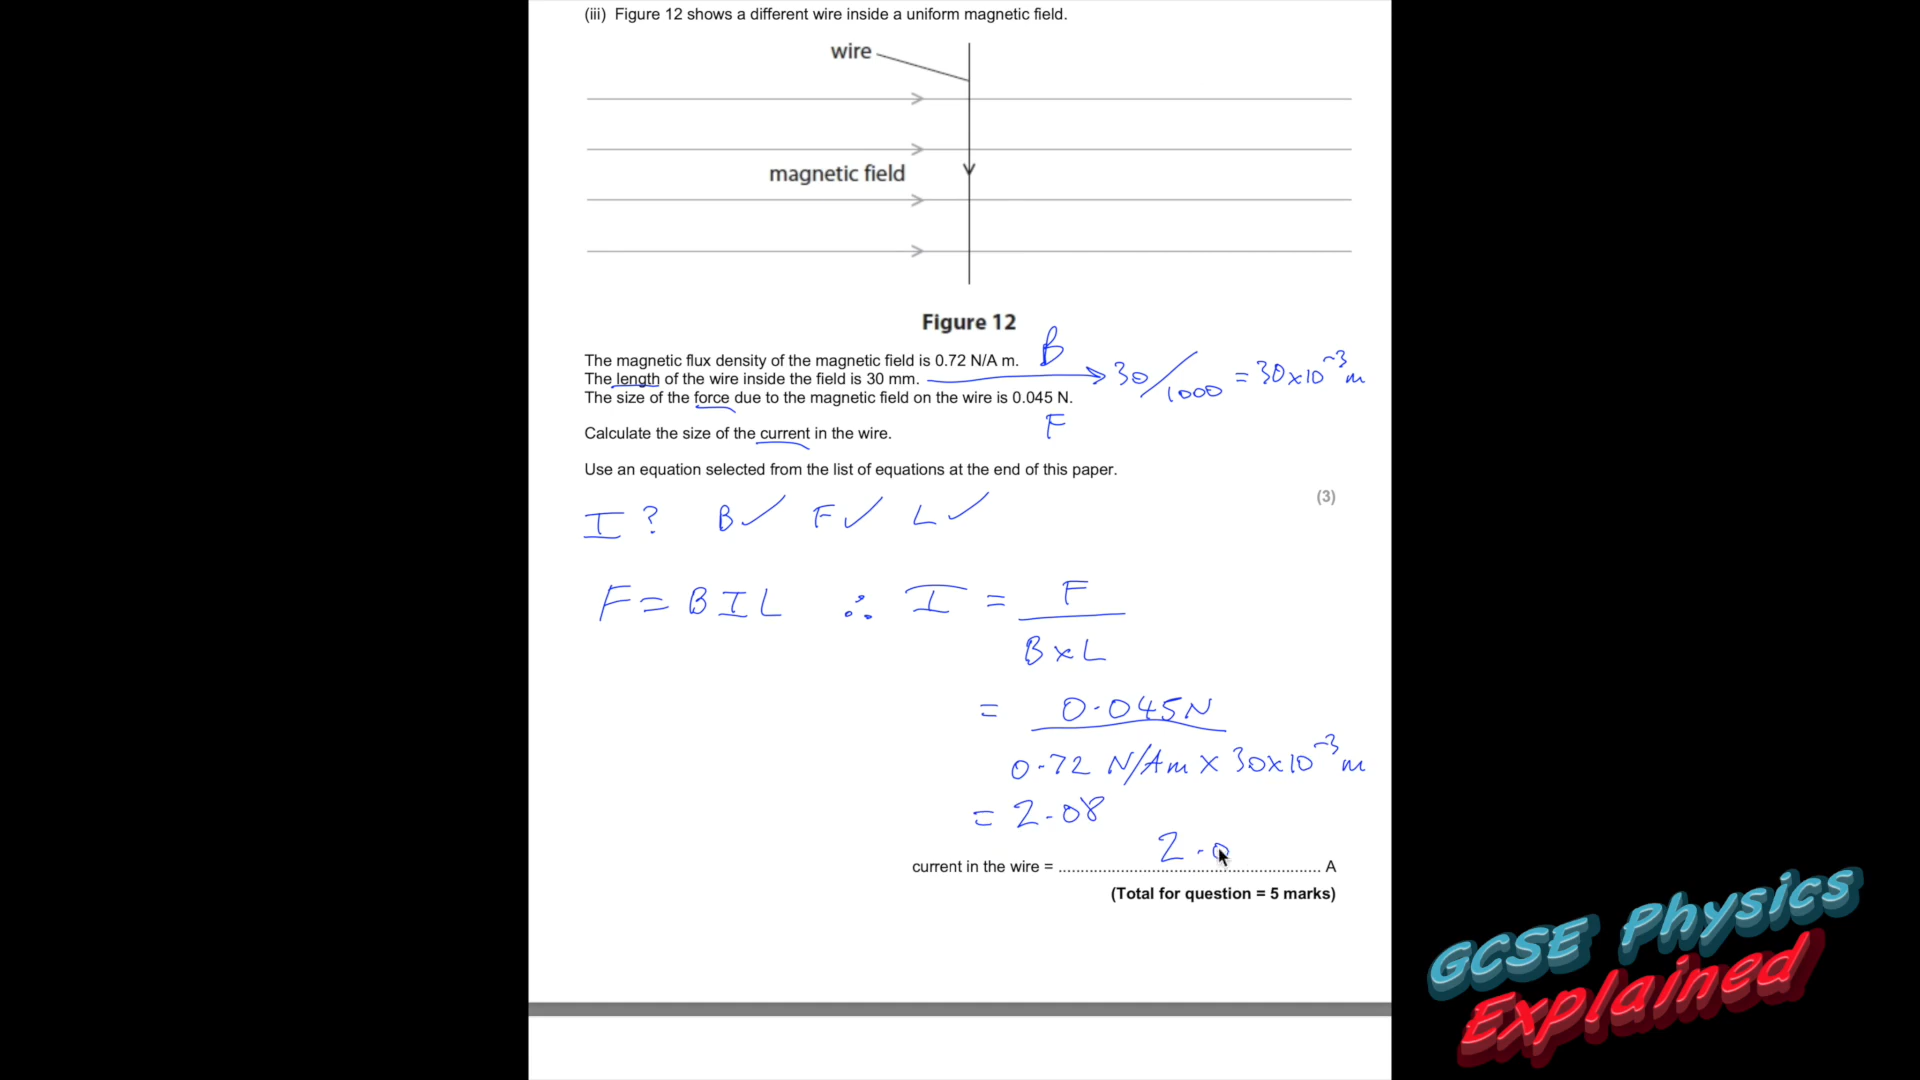 (iii) Figure 12 shows a different wire inside a uniform magnetic field.
wire
magnetic field
Figure 12
B
The magnetic flux density of the magnetic field is 0.72 N/A m.
The length of the wire inside the field is 30 mm. → 30/1000 = 30×10⁻³m
The size of the force due to the magnetic field on the wire is 0.045 N.
F
Calculate the size of the current in the wire.
Use an equation selected from the list of equations at the end of this paper.
(3)
I ? B✓ F✓ L✓
F = BIL ∴ I = F
B×L
= 0.045N
0.72 N/Am × 30×10⁻³m
= 2.08
2.0
current in the wire = ............................................................ A
(Total for question = 5 marks)
GCSE Physics
Explained